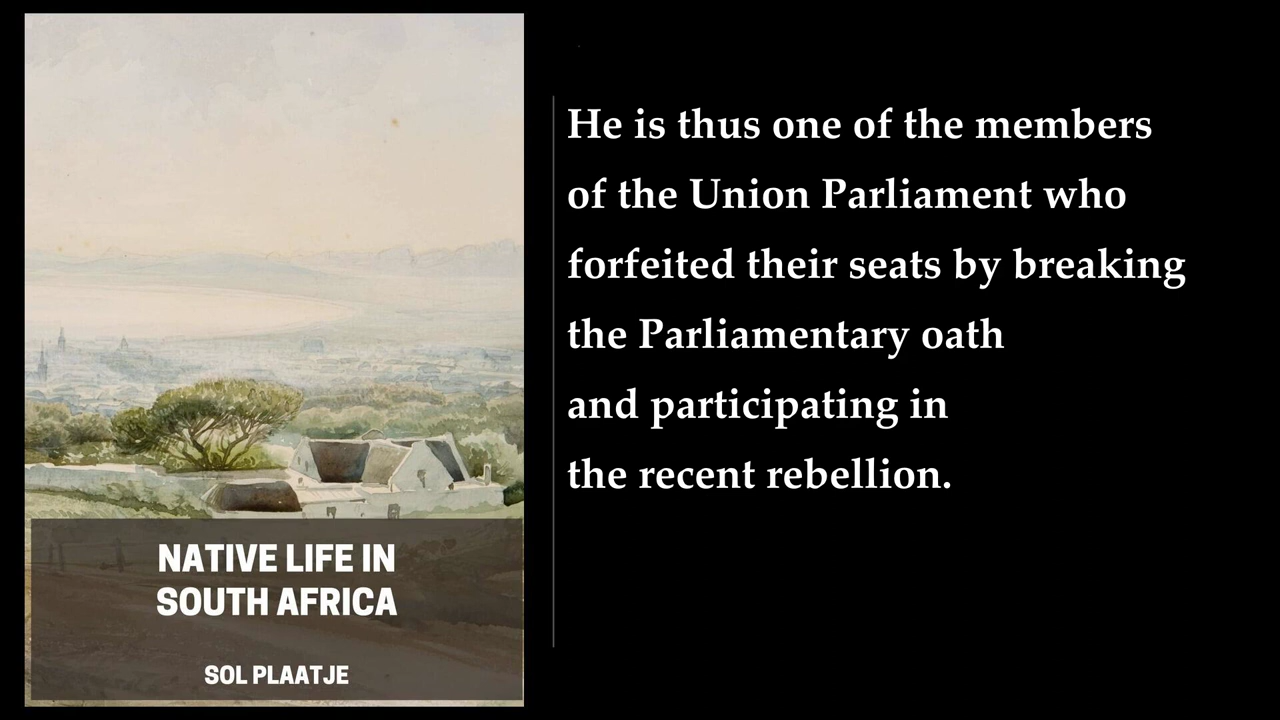 He is thus one of the members
of the Union Parliament who
forfeited their seats by breaking
the Parliamentary oath
and participating in
the recent rebellion.
NATIVE LIFE IN
SOUTH AFRICA
SOL PLAATJE